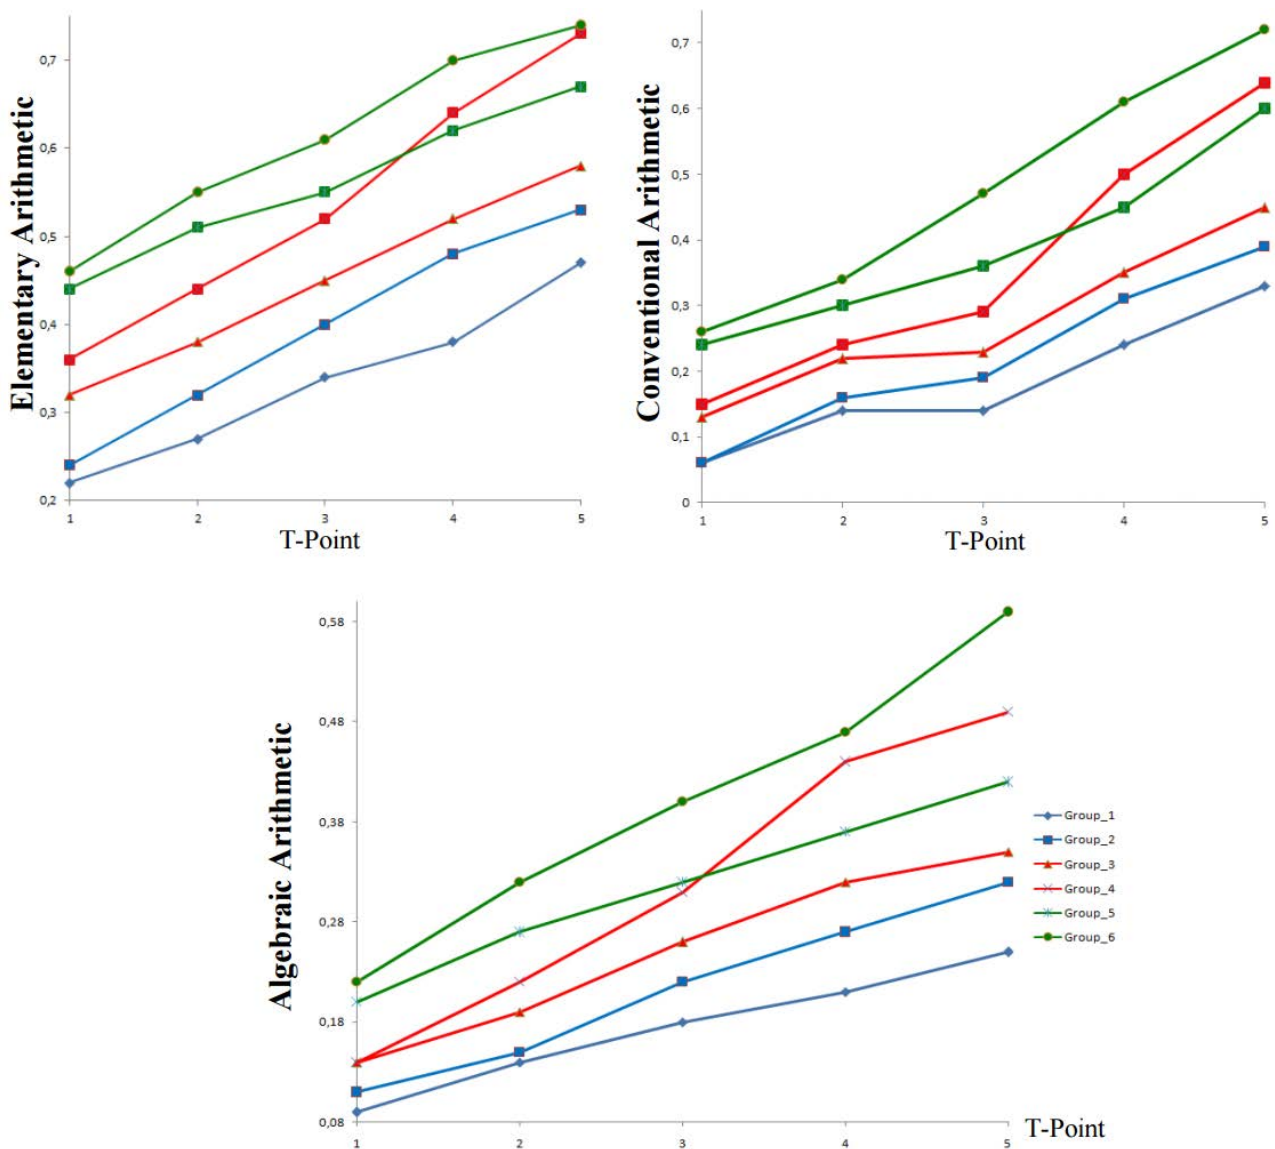 Elementary Arithmetic
0,7
0,6
0,5
0,4
0,3
0,2
1 2 3 4 5
T-Point
Conventional Arithmetic
0,7
0,6
0,5
0,4
0,3
0,2
0,1
0
1 2 3 4 5
T-Point
Algebraic Arithmetic
0,58
0,48
0,38
0,28
0,18
0,08
1 2 3 4 5
T-Point
Group_1
Group_2
Group_3
Group_4
Group_5
Group_6